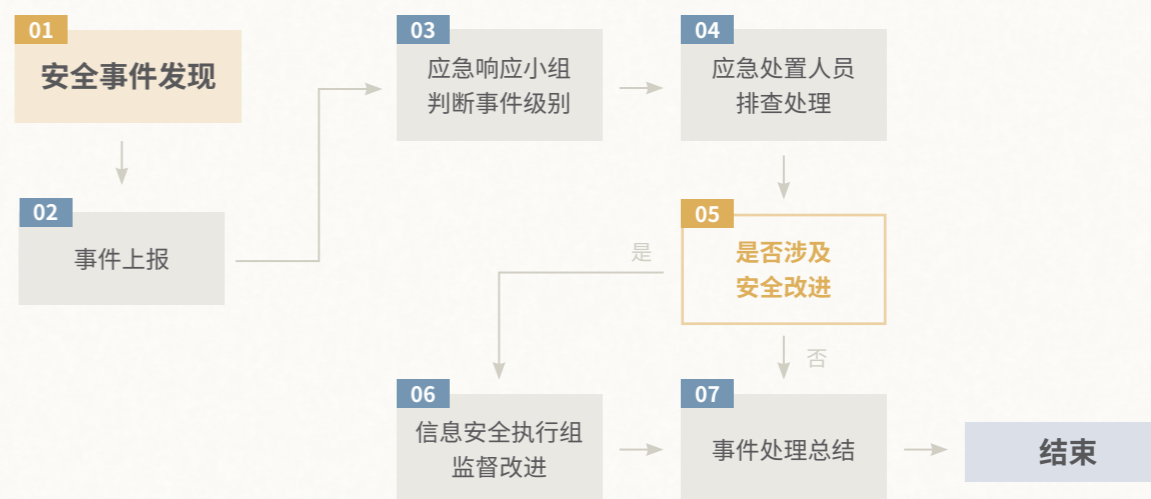 01
安全事件发现
02
事件上报
03
应急响应小组
判断事件级别
04
应急处置人员
排查处理
05
是否涉及
安全改进
是
否
06
信息安全执行组
监督改进
07
事件处理总结
结束